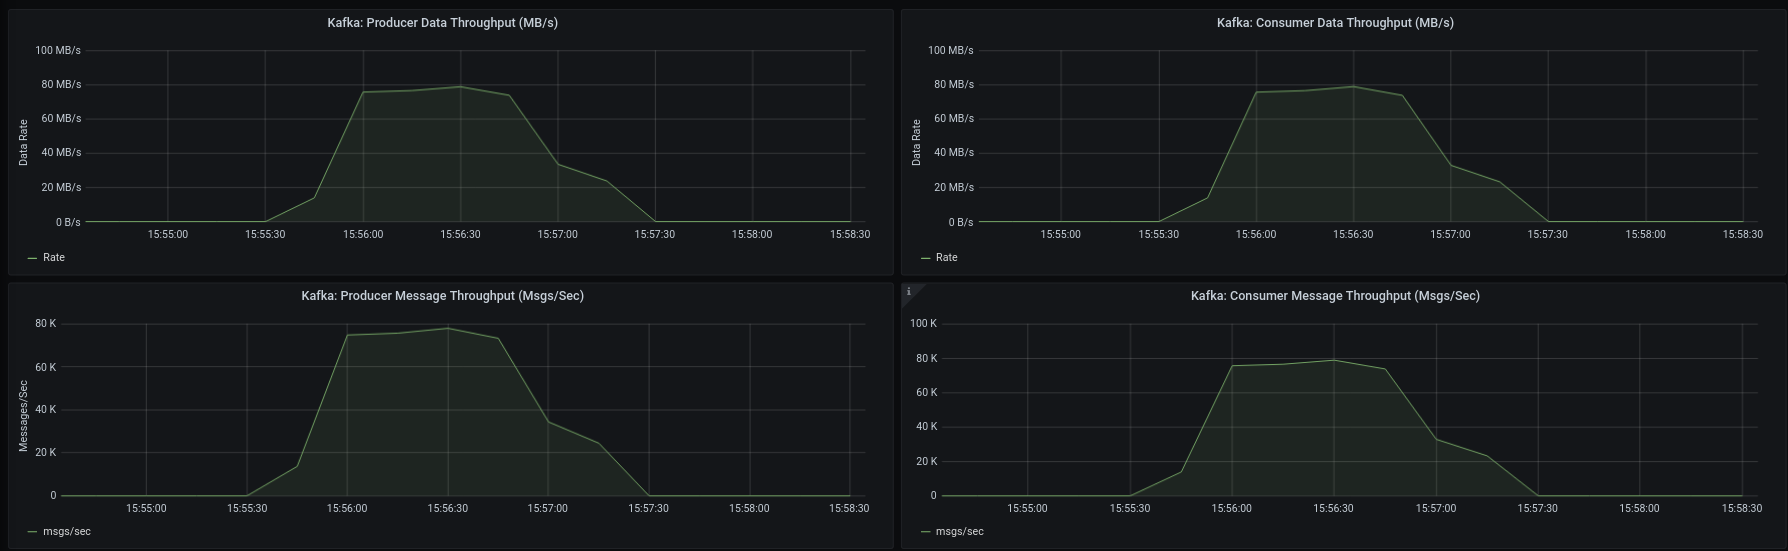 Kafka: Producer Data Throughput (MB/s)
100 MB/s
80 MB/s
60 MB/s
40 MB/s
20 MB/s
0 B/s
Data Rate
15:55:00 15:55:30 15:56:00 15:56:30 15:57:00 15:57:30 15:58:00 15:58:30
Rate
Kafka: Consumer Data Throughput (MB/s)
100 MB/s
80 MB/s
60 MB/s
40 MB/s
20 MB/s
0 B/s
Data Rate
15:55:00 15:55:30 15:56:00 15:56:30 15:57:00 15:57:30 15:58:00 15:58:30
Rate
Kafka: Producer Message Throughput (Msgs/Sec)
80 K
60 K
40 K
20 K
0
Messages/Sec
15:55:00 15:55:30 15:56:00 15:56:30 15:57:00 15:57:30 15:58:00 15:58:30
msgs/sec
i
Kafka: Consumer Message Throughput (Msgs/Sec)
100 K
80 K
60 K
40 K
20 K
0
15:55:00 15:55:30 15:56:00 15:56:30 15:57:00 15:57:30 15:58:00 15:58:30
msgs/sec